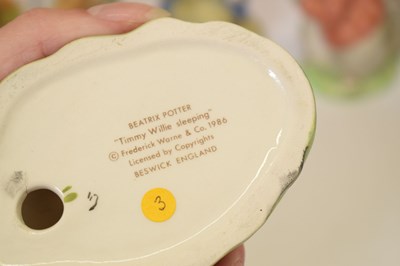 BEATRIX POTTER
"Timmy Willie sleeping"
© Frederick Warne & Co. 1986
Licensed by Copyrights
BESWICK ENGLAND
3